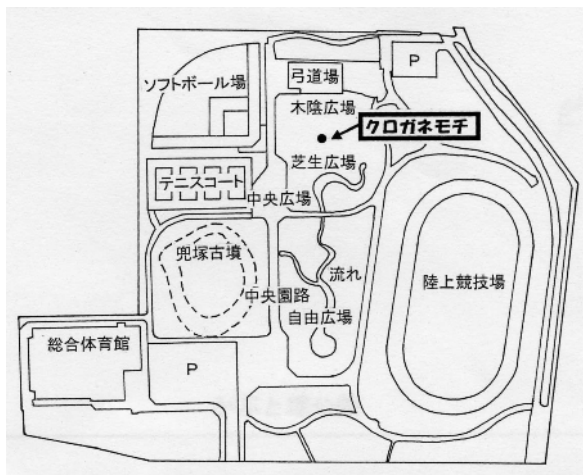 P
ソフトボール場
弓道場
木陰広場
クロガネモチ
芝生広場
テニスコート
中央広場
兜塚古墳
流れ
陸上競技場
中央園路
自由広場
総合体育館
P